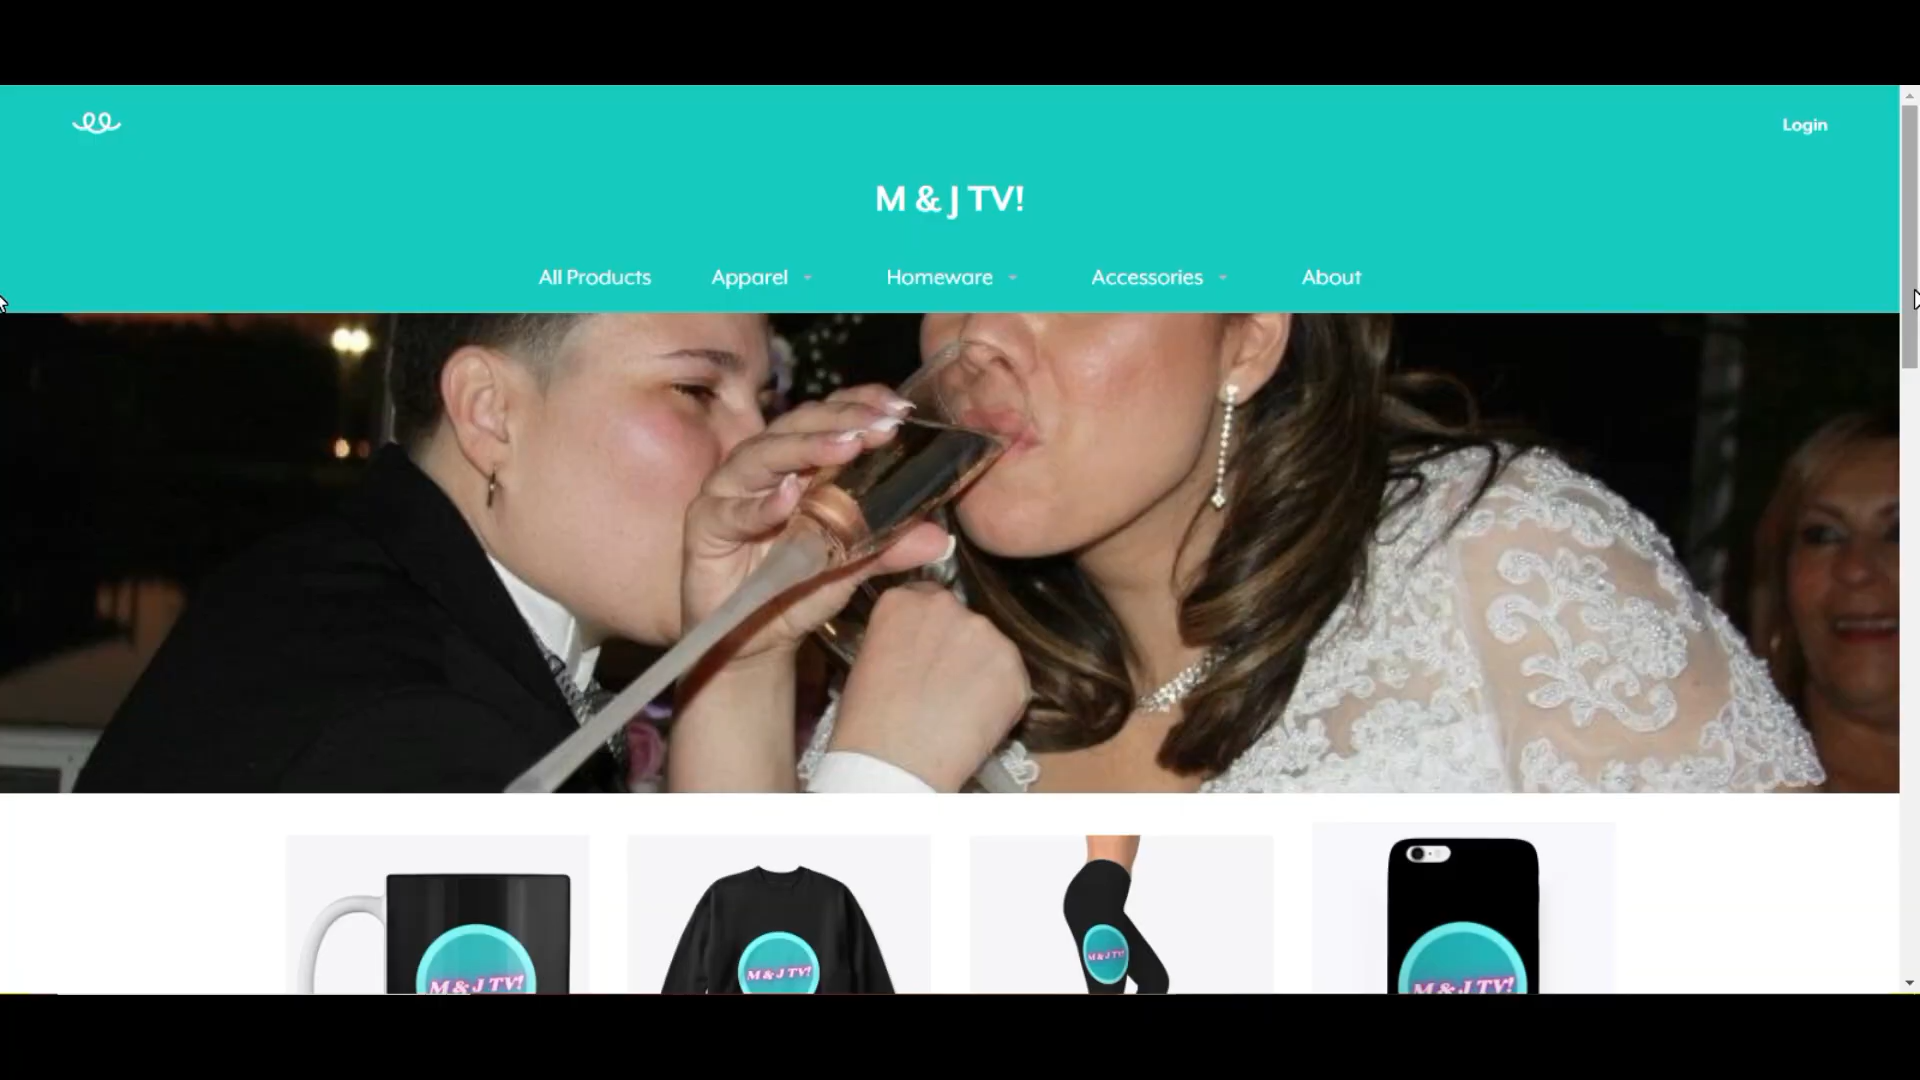 Login
M & J TV!
All Products Apparel Homeware Accessories About
M & J TV! M & J TV! M & J TV! M & J TV!